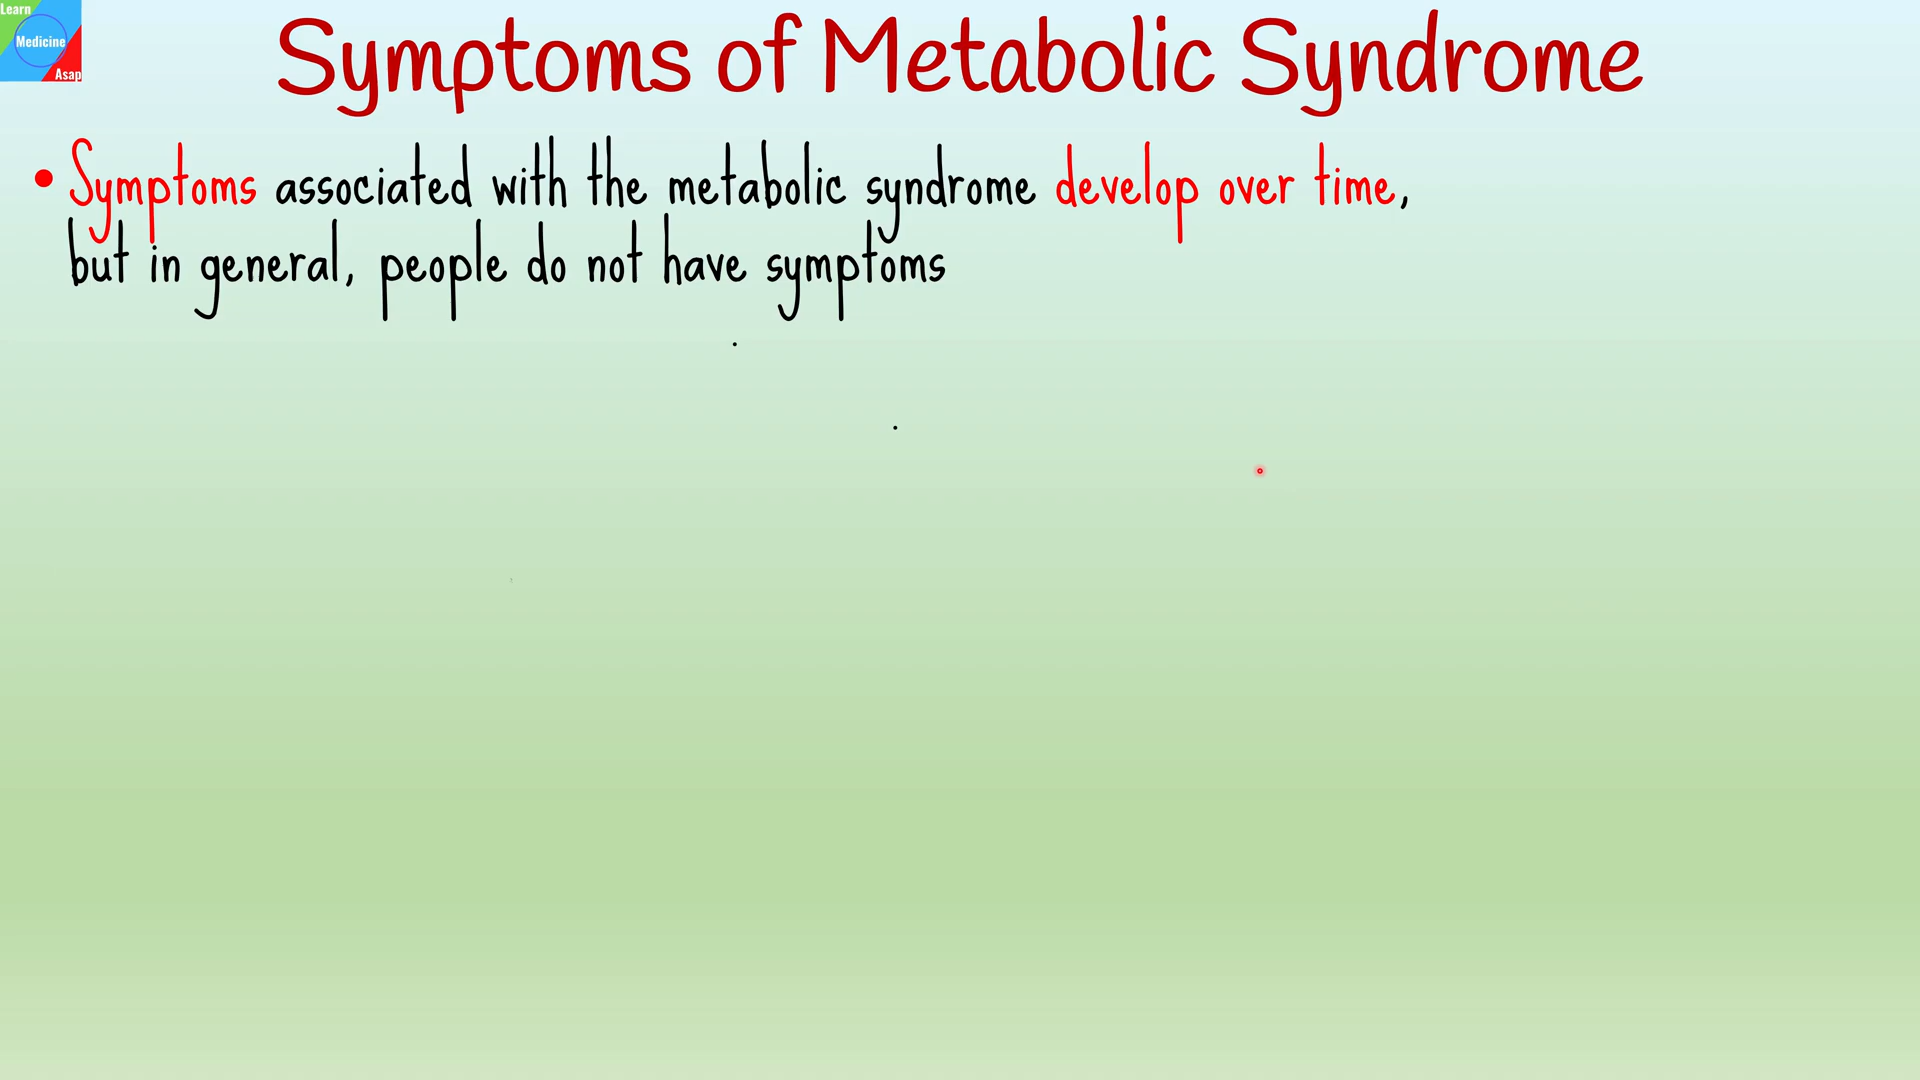 Learn
Medicine
Asap
Symptoms of Metabolic Syndrome
• Symptoms associated with the metabolic syndrome develop over time,
but in general, people do not have symptoms